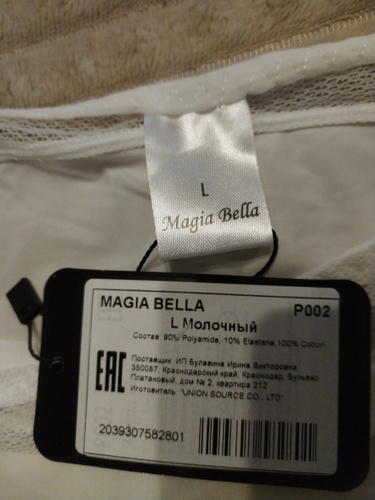 L
Magia Bella
MAGIA BELLA P002
L Молочный
Состав: 90% Polyamide, 10% Elastane,100% Cotton
EAC
Поставщик: ИП Булавина Ирина Викторовна,
350087, Краснодарский край, Краснодар, Бульвар
Платановый, дом № 2, квартира 212
Изготовитель: "UNION SOURCE CO., LTD"
2039307582801